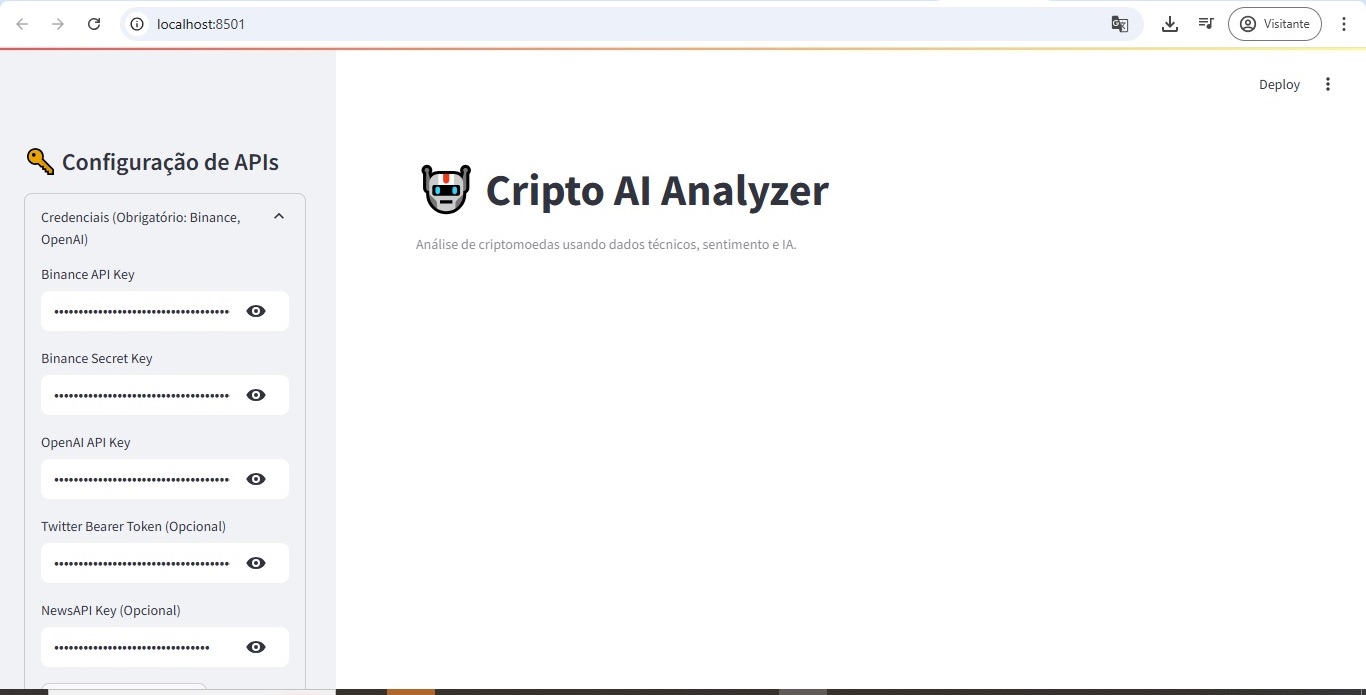 localhost:8501
Visitante
Deploy
Configuração de APIs
Credenciais (Obrigatório: Binance,
OpenAI)
Binance API Key
Binance Secret Key
OpenAI API Key
Twitter Bearer Token (Opcional)
NewsAPI Key (Opcional)
Cripto AI Analyzer
Análise de criptomoedas usando dados técnicos, sentimento e IA.